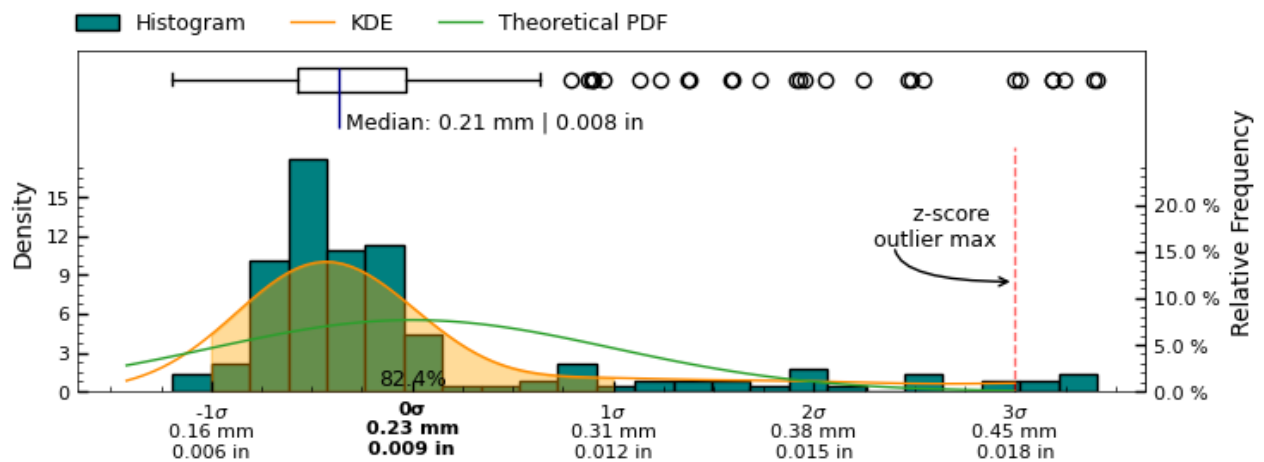 Histogram KDE Theoretical PDF
Median: 0.21 mm | 0.008 in
Density
15
12
9
6
3
0
Relative Frequency
20.0 %
15.0 %
10.0 %
5.0 %
0.0 %
z-score
outlier max
82.4%
-1σ 0σ 1σ 2σ 3σ
0.16 mm 0.23 mm 0.31 mm 0.38 mm 0.45 mm
0.006 in 0.009 in 0.012 in 0.015 in 0.018 in